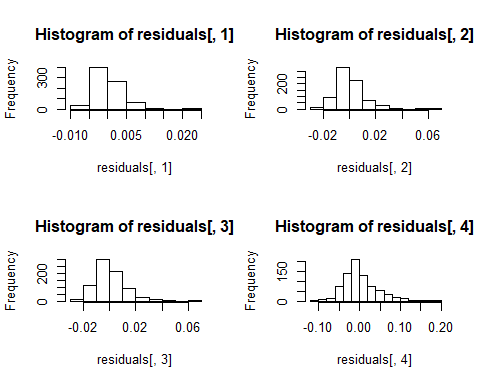 Histogram of residuals[, 1]
Frequency
0 300
-0.010 0.005 0.020
residuals[, 1]
Histogram of residuals[, 2]
Frequency
0 300
-0.02 0.02 0.06
residuals[, 2]
Histogram of residuals[, 3]
Frequency
0 200
-0.02 0.02 0.06
residuals[, 3]
Histogram of residuals[, 4]
Frequency
0 150
-0.10 0.00 0.10 0.20
residuals[, 4]